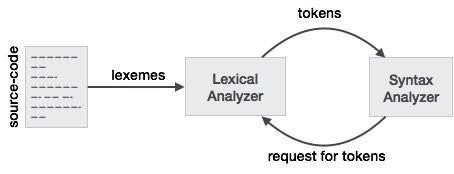 source-code
lexemes
Lexical
Analyzer
tokens
Syntax
Analyzer
request for tokens